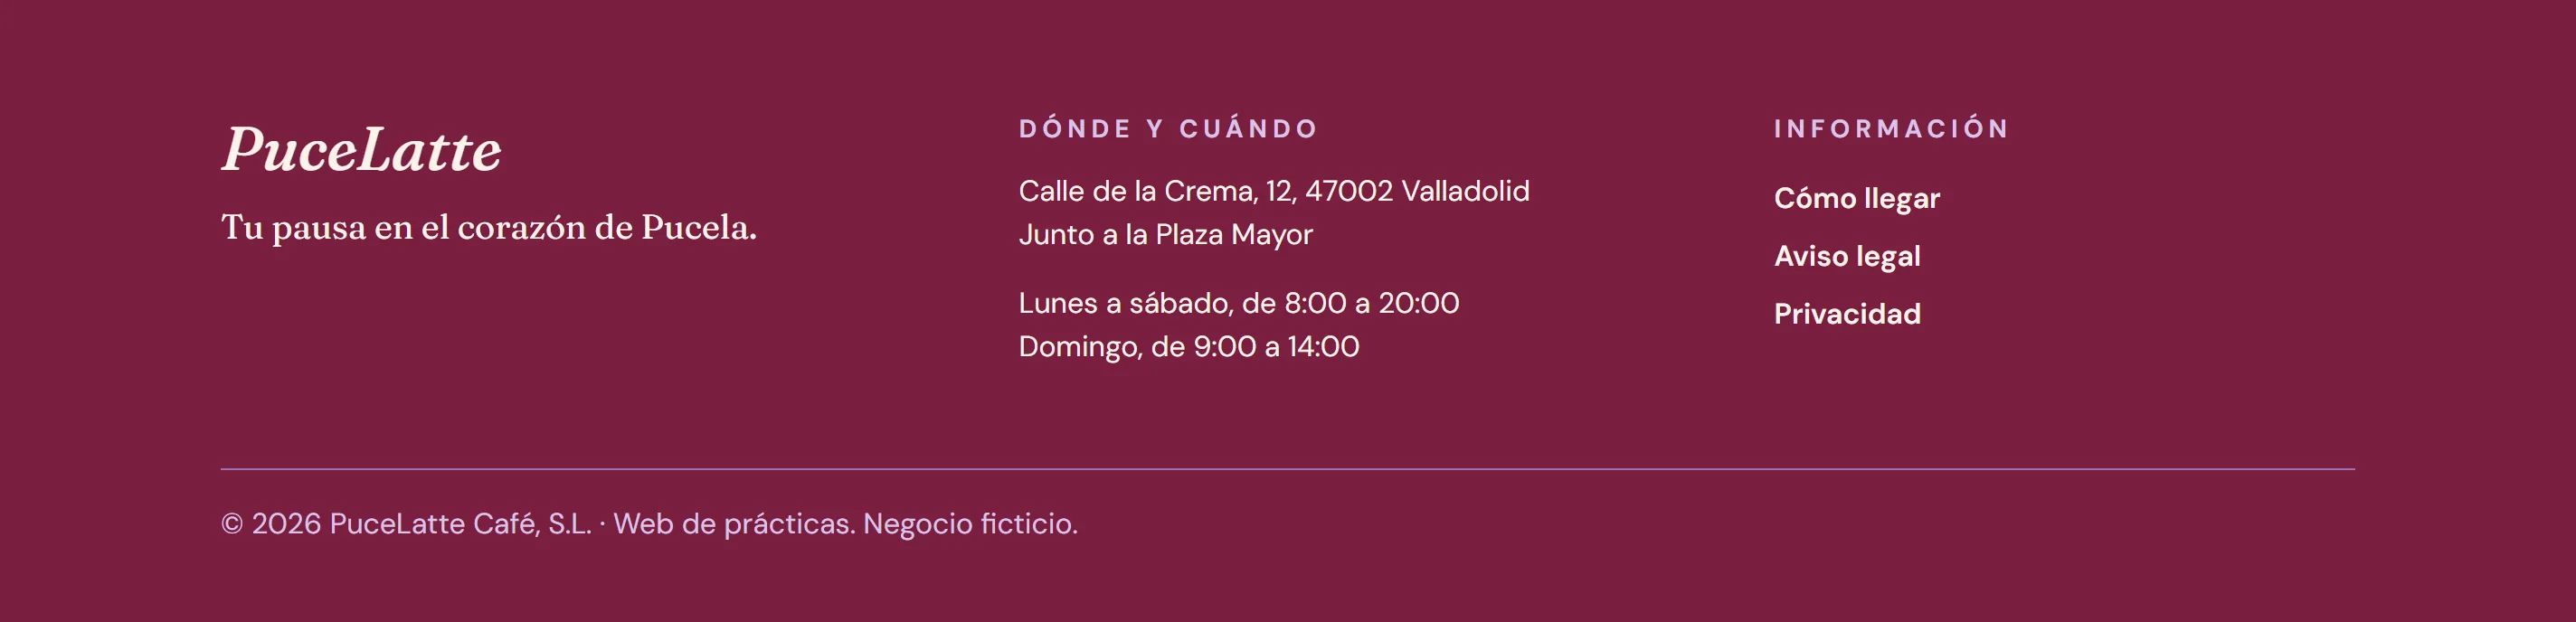 PuceLatte
Tu pausa en el corazón de Pucela.
DÓNDE Y CUÁNDO
Calle de la Crema, 12, 47002 Valladolid
Junto a la Plaza Mayor
Lunes a sábado, de 8:00 a 20:00
Domingo, de 9:00 a 14:00
INFORMACIÓN
Cómo llegar
Aviso legal
Privacidad
© 2026 PuceLatte Café, S.L. · Web de prácticas. Negocio ficticio.